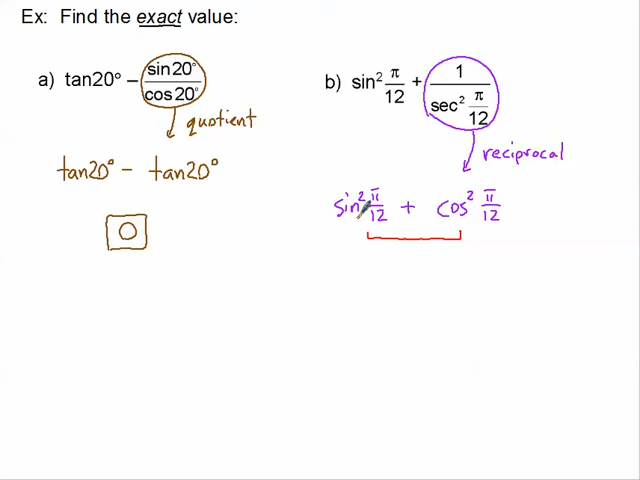 Ex: Find the exact value:
a) tan20° − sin20° / cos20°
quotient
tan20° − tan20°
0
b) sin² π/12 + 1 / sec² π/12
reciprocal
sin² π/12 + cos² π/12